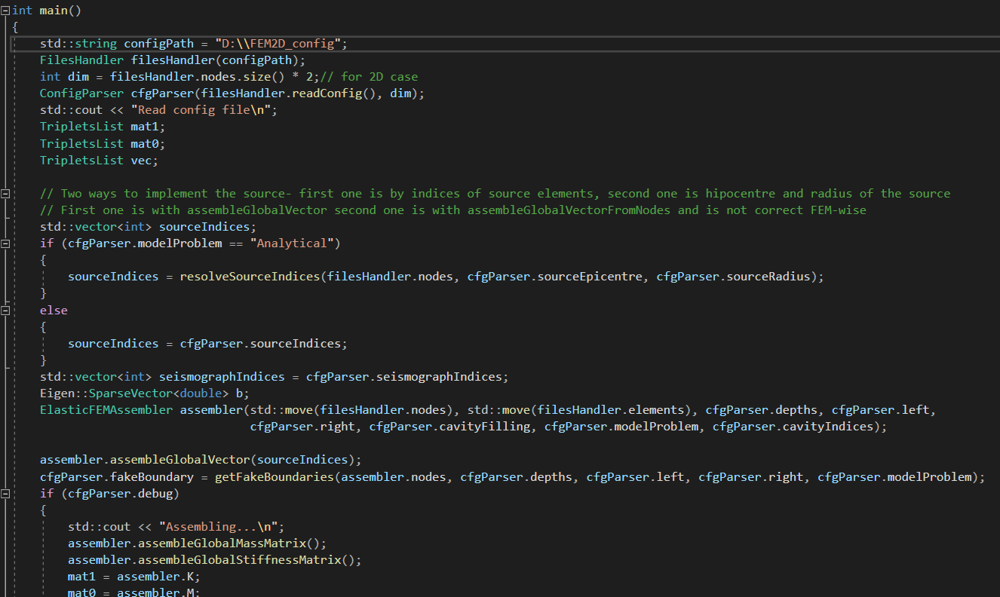 int main()
{
    std::string configPath = "D:\\FEM2D_config";
    FilesHandler filesHandler(configPath);
    int dim = filesHandler.nodes.size() * 2;// for 2D case
    ConfigParser cfgParser(filesHandler.readConfig(), dim);
    std::cout << "Read config file\n";
    TripletsList mat1;
    TripletsList mat0;
    TripletsList vec;

    // Two ways to implement the source- first one is by indices of source elements, second one is hipocentre and radius of the source
    // First one is with assembleGlobalVector second one is with assembleGlobalVectorFromNodes and is not correct FEM-wise
    std::vector<int> sourceIndices;
    if (cfgParser.modelProblem == "Analytical")
    {
        sourceIndices = resolveSourceIndices(filesHandler.nodes, cfgParser.sourceEpicentre, cfgParser.sourceRadius);
    }
    else
    {
        sourceIndices = cfgParser.sourceIndices;
    }
    std::vector<int> seismographIndices = cfgParser.seismographIndices;
    Eigen::SparseVector<double> b;
    ElasticFEMAssembler assembler(std::move(filesHandler.nodes), std::move(filesHandler.elements), cfgParser.depths, cfgParser.left,
                                  cfgParser.right, cfgParser.cavityFilling, cfgParser.modelProblem, cfgParser.cavityIndices);

    assembler.assembleGlobalVector(sourceIndices);
    cfgParser.fakeBoundary = getFakeBoundaries(assembler.nodes, cfgParser.depths, cfgParser.left, cfgParser.right, cfgParser.modelProblem);
    if (cfgParser.debug)
    {
        std::cout << "Assembling...\n";
        assembler.assembleGlobalMassMatrix();
        assembler.assembleGlobalStiffnessMatrix();
        mat1 = assembler.K;
        mat0 = assembler.M;